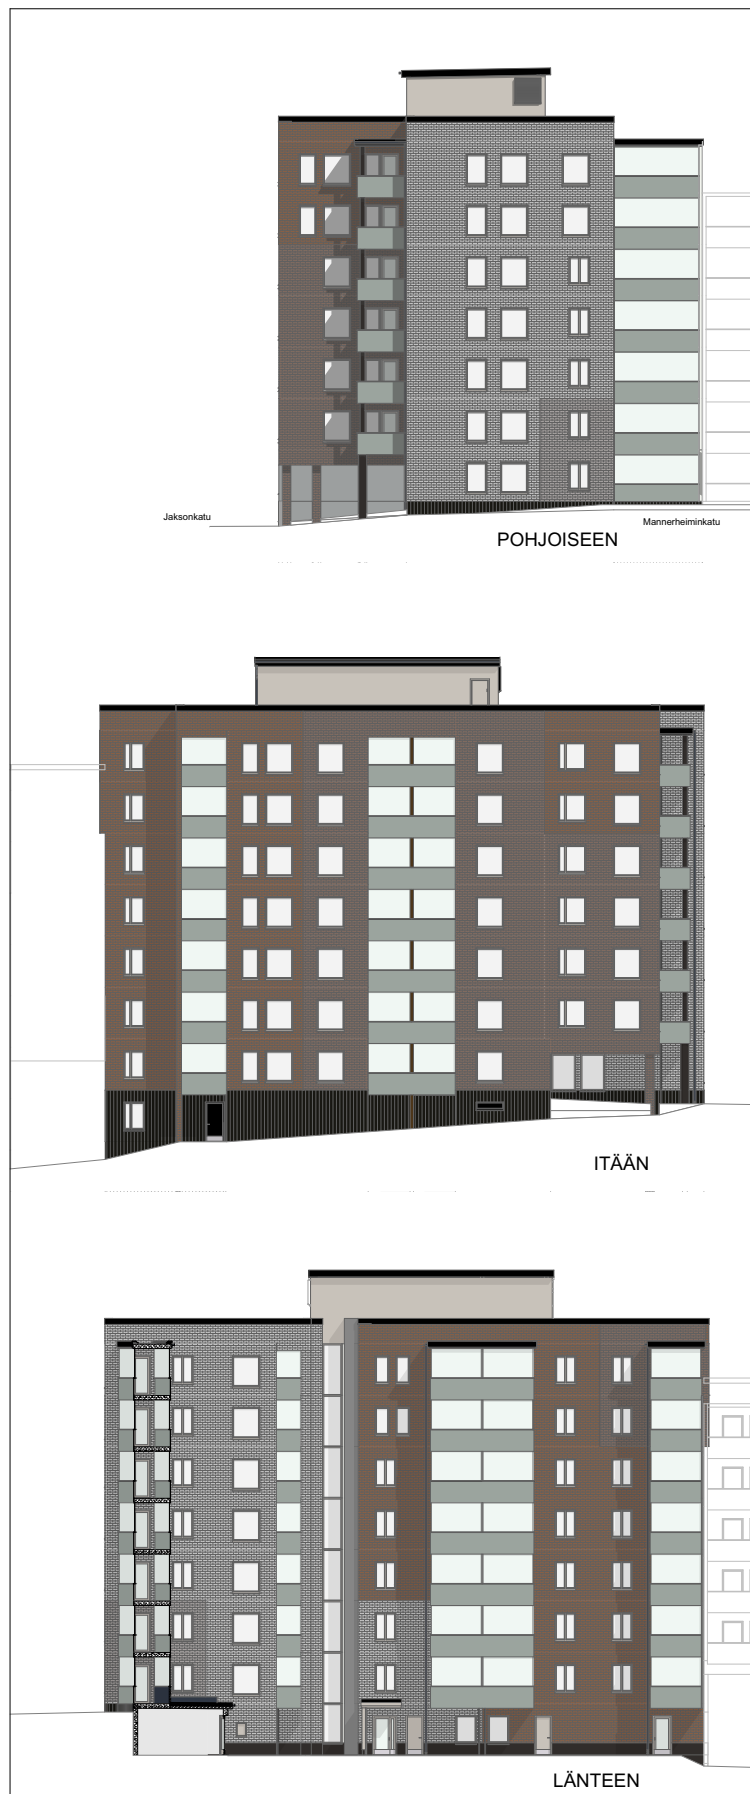 Jaksonkatu
Mannerheiminkatu
POHJOISEEN
ITÄÄN
LÄNTEEN